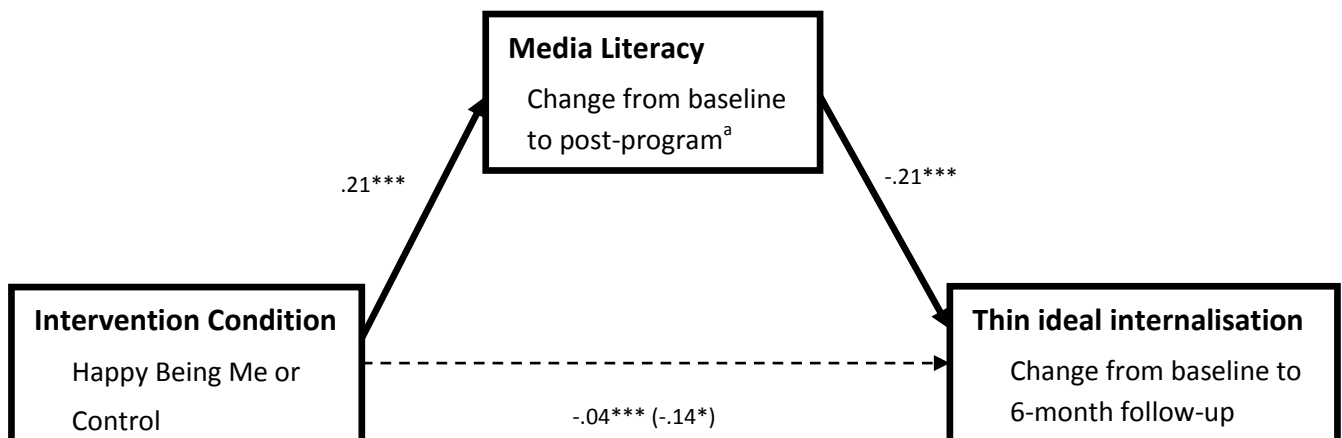 Media Literacy
Change from baseline
to post-programᵃ
.21***
-.21***
Intervention Condition
Happy Being Me or
Control
Thin ideal internalisation
Change from baseline to
6-month follow-up
-.04*** (-.14*)